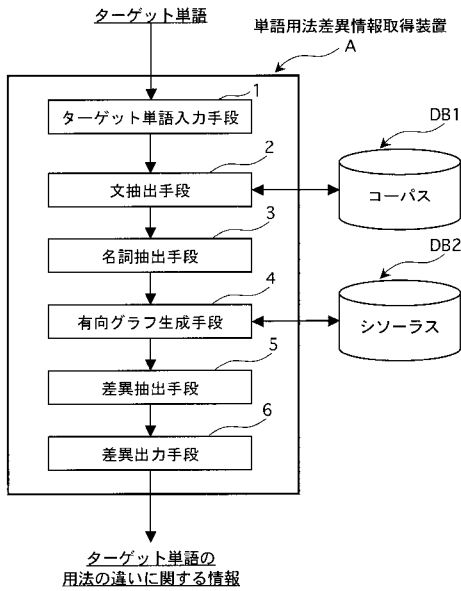 ターゲット単語
単語用法差異情報取得装置
A
1
ターゲット単語入力手段
DB1
2
文抽出手段
コーパス
3
名詞抽出手段
DB2
4
有向グラフ生成手段
シソーラス
5
差異抽出手段
6
差異出力手段
ターゲット単語の
用法の違いに関する情報